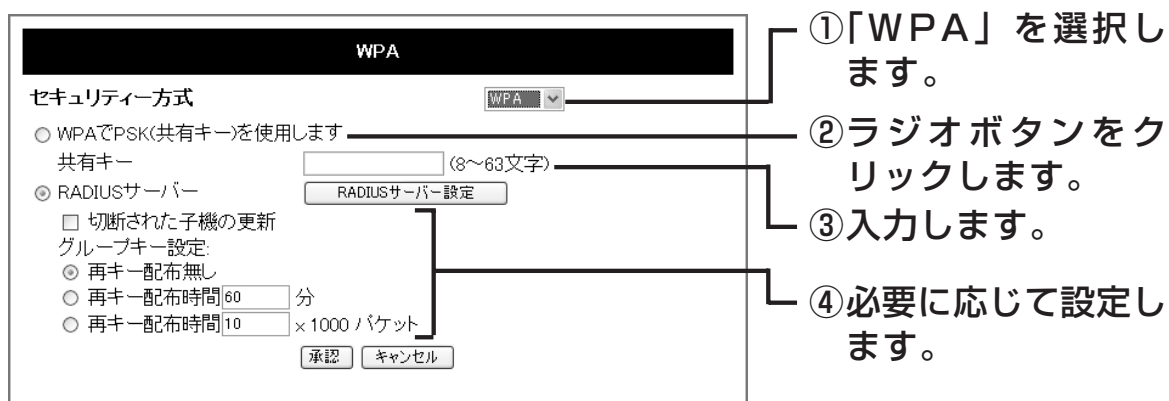 WPA
セキュリティー方式
WPA
WPAでPSK(共有キー)を使用します
共有キー
(8～63文字)
RADIUSサーバー
RADIUSサーバー設定
切断された子機の更新
グループキー設定:
再キー配布無し
再キー配布時間 60 分
再キー配布時間 10 ×1000 パケット
承認 キャンセル
①「WPA」を選択し
ます。
②ラジオボタンをク
リックします。
③入力します。
④必要に応じて設定し
ます。